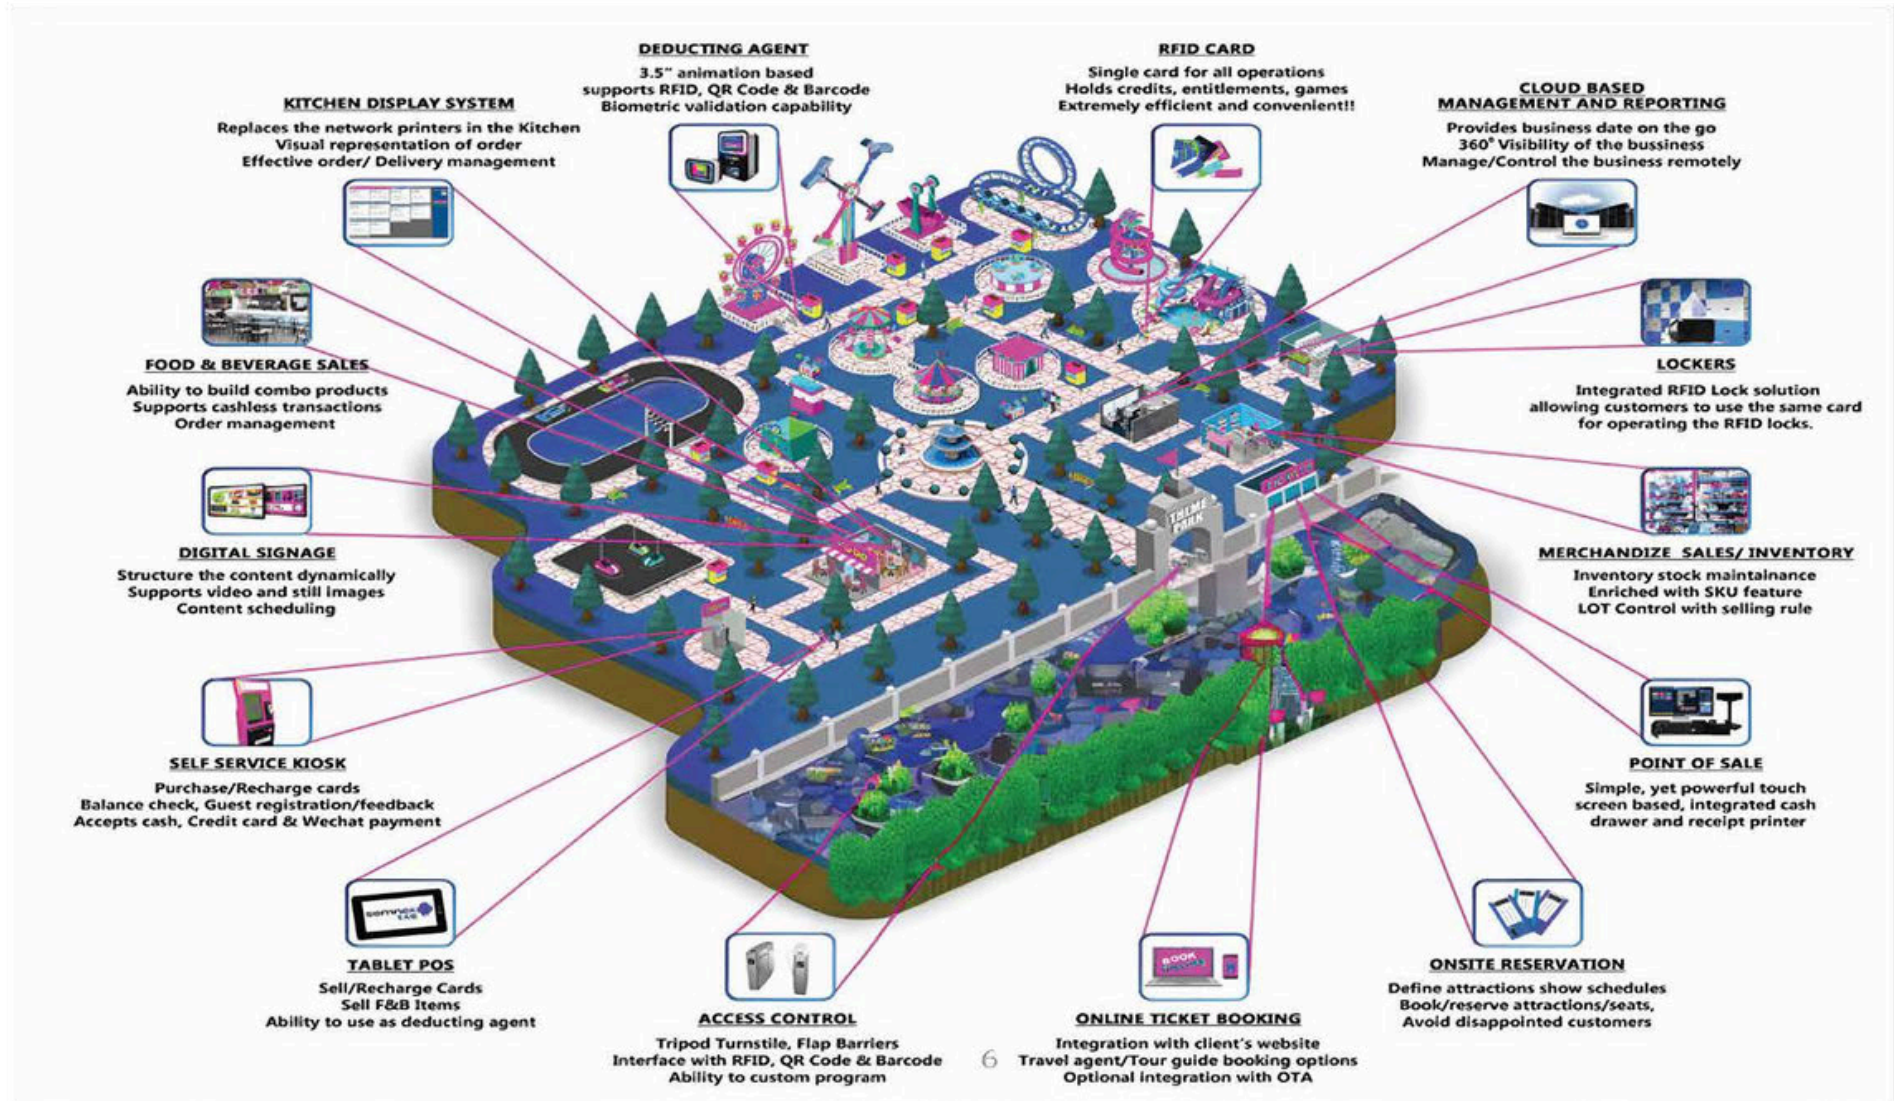 DEDUCTING AGENT
3.5" animation based
supports RFID, QR Code & Barcode
Biometric validation capability
RFID CARD
Single card for all operations
Holds credits, entitlements, games
Extremely efficient and convenient!!
KITCHEN DISPLAY SYSTEM
Replaces the network printers in the Kitchen
Visual representation of order
Effective order/ Delivery management
CLOUD BASED
MANAGEMENT AND REPORTING
Provides business date on the go
360° Visibility of the bussiness
Manage/Control the business remotely
FOOD & BEVERAGE SALES
Ability to build combo products
Supports cashless transactions
Order management
LOCKERS
Integrated RFID Lock solution
allowing customers to use the same card
for operating the RFID locks.
THEME
PARK
DIGITAL SIGNAGE
Structure the content dynamically
Supports video and still images
Content scheduling
MERCHANDIZE SALES/ INVENTORY
Inventory stock maintainance
Enriched with SKU feature
LOT Control with selling rule
SELF SERVICE KIOSK
Purchase/Recharge cards
Balance check, Guest registration/feedback
Accepts cash, Credit card & Wechat payment
POINT OF SALE
Simple, yet powerful touch
screen based, integrated cash
drawer and receipt printer
TABLET POS
Sell/Recharge Cards
Sell F&B Items
Ability to use as deducting agent
ACCESS CONTROL
Tripod Turnstile, Flap Barriers
Interface with RFID, QR Code & Barcode
Ability to custom program
6
BOOK
ONLINE TICKET BOOKING
Integration with client's website
Travel agent/Tour guide booking options
Optional integration with OTA
ONSITE RESERVATION
Define attractions show schedules
Book/reserve attractions/seats,
Avoid disappointed customers